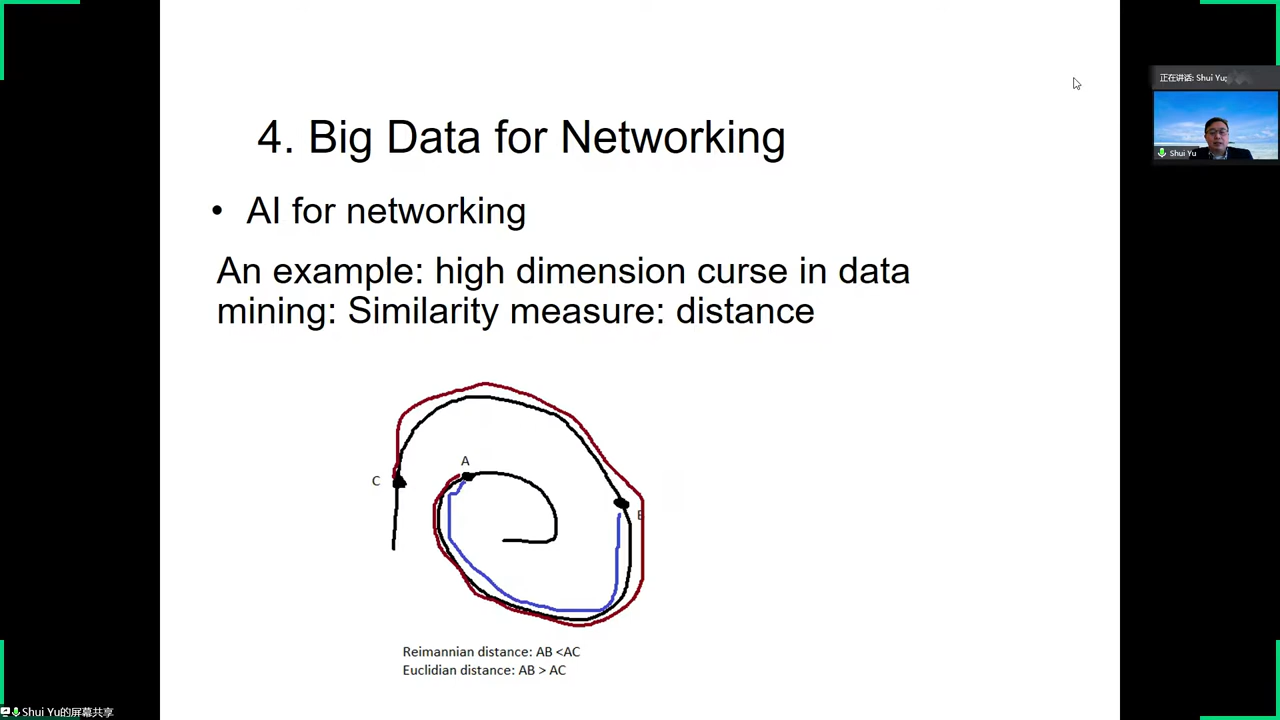 4. Big Data for Networking
• AI for networking
An example: high dimension curse in data
mining: Similarity measure: distance
A
C
B
Reimannian distance: AB <AC
Euclidian distance: AB > AC
正在讲话: Shui Yu;
Shui Yu
Shui Yu的屏幕共享